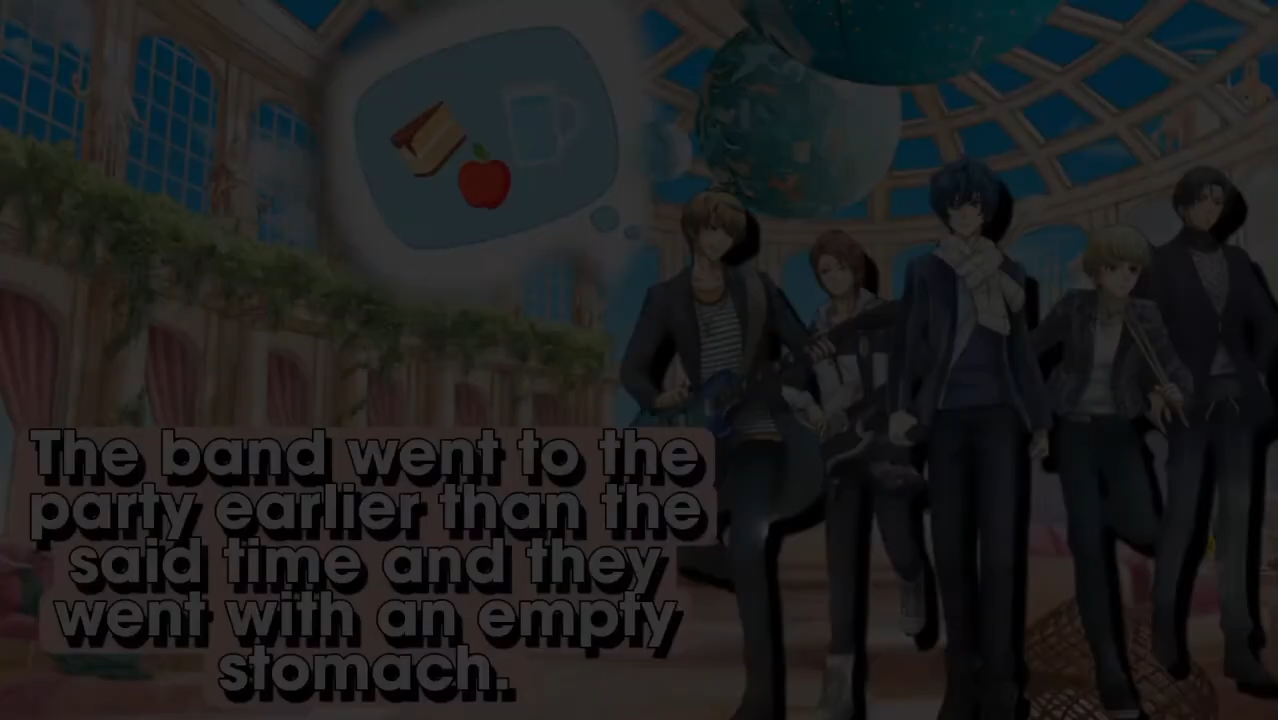 The band went to the
party earlier than the
said time and they
went with an empty
stomach.